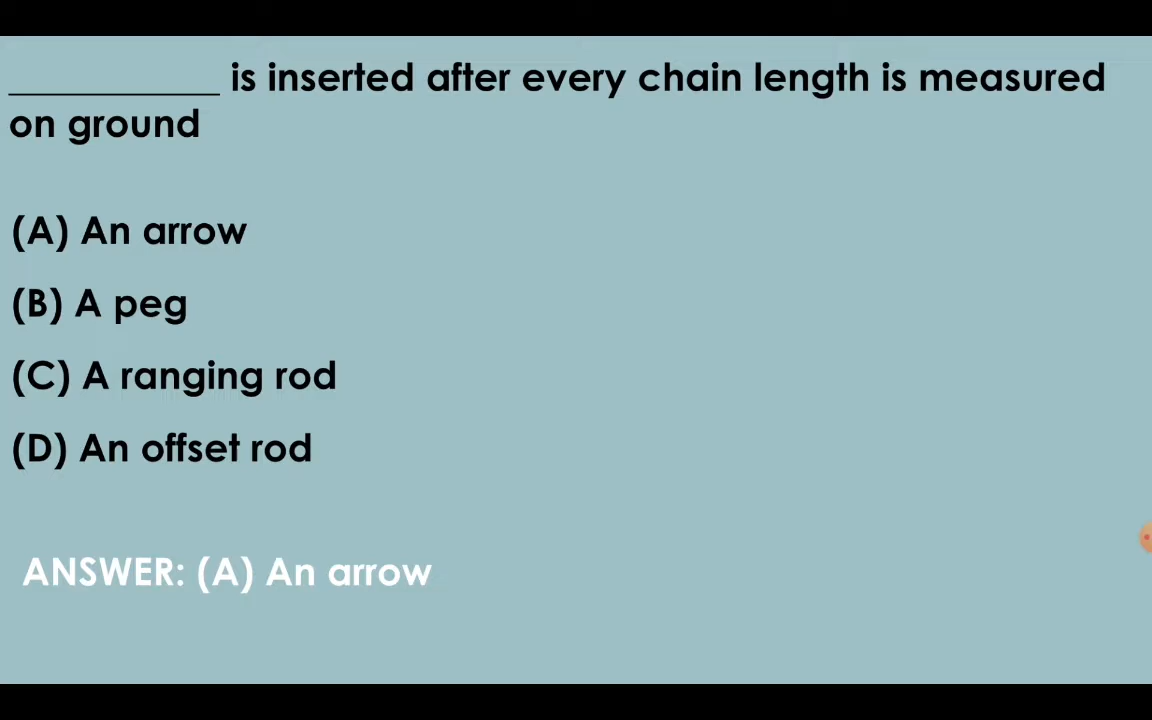 ___________ is inserted after every chain length is measured
on ground
(A) An arrow
(B) A peg
(C) A ranging rod
(D) An offset rod
ANSWER: (A) An arrow